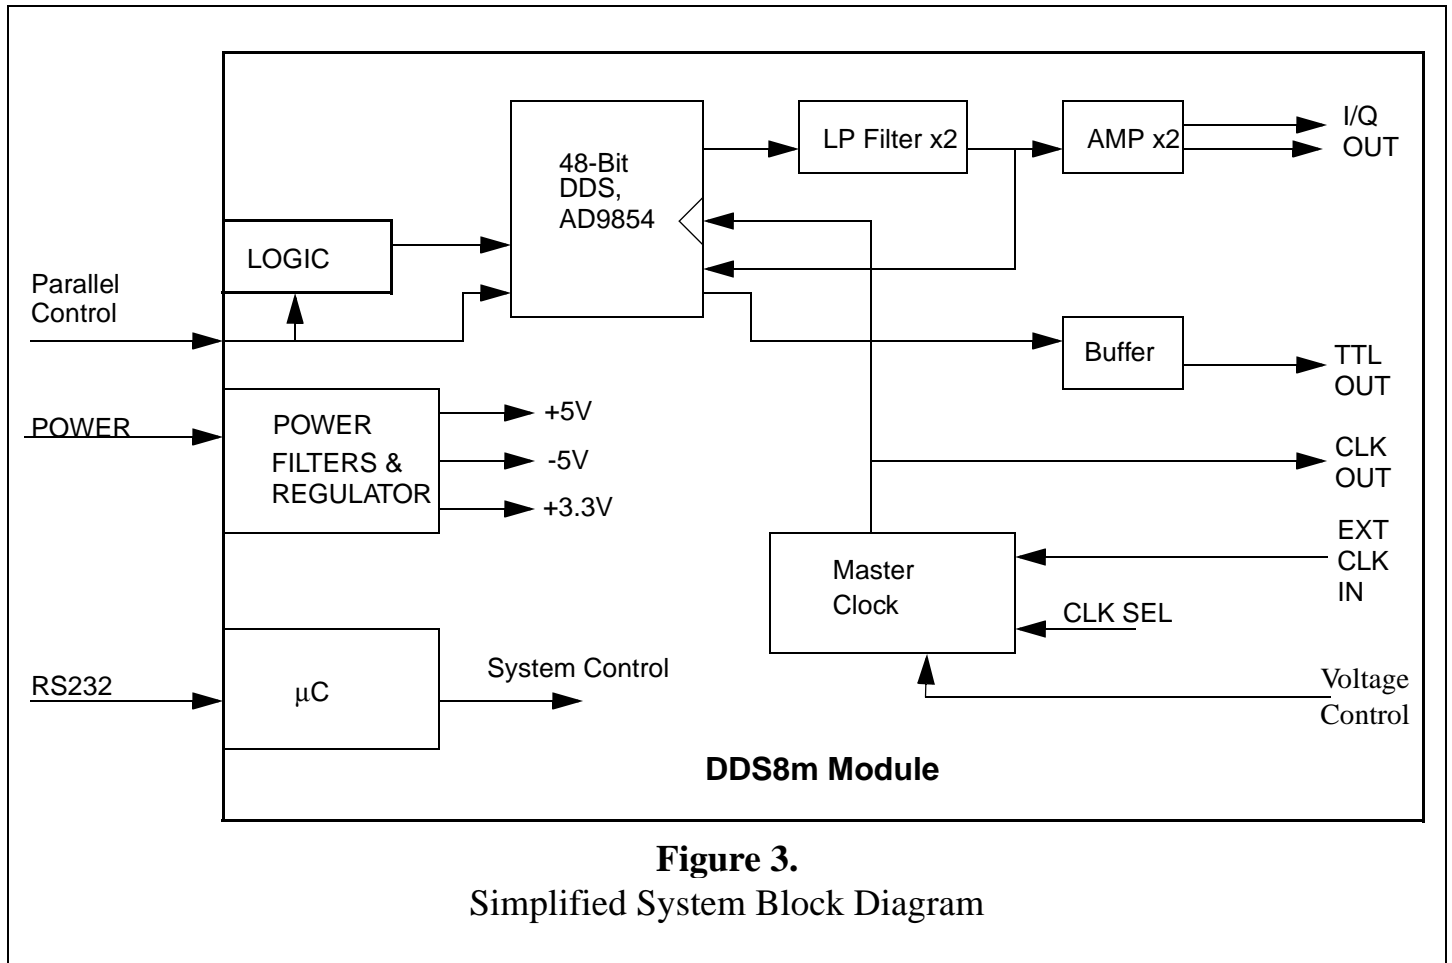 48-Bit
DDS,
AD9854
LP Filter x2
AMP x2
I/Q
OUT
LOGIC
Parallel
Control
Buffer
TTL
OUT
POWER
POWER
FILTERS &
REGULATOR
+5V
-5V
+3.3V
CLK
OUT
EXT
CLK
IN
Master
Clock
CLK SEL
RS232
µC
System Control
Voltage
Control
DDS8m Module
Figure 3.
Simplified System Block Diagram